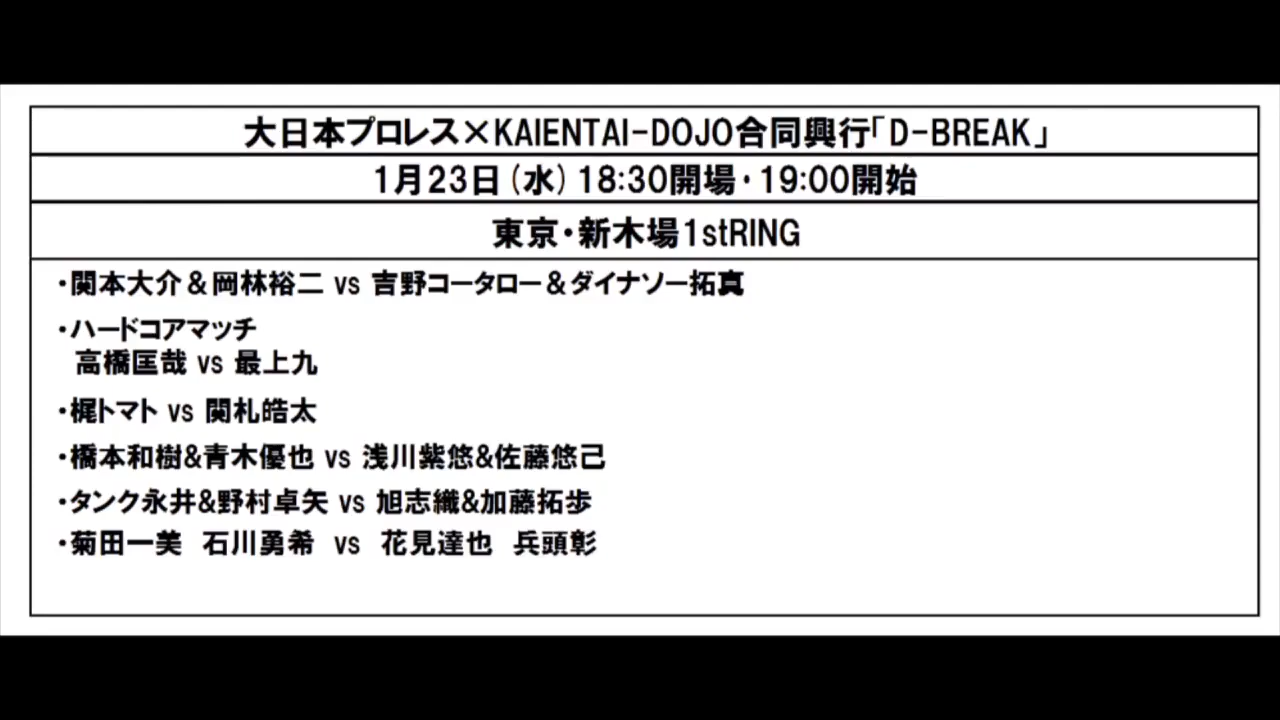 大日本プロレス×KAIENTAI-DOJO合同興行「D-BREAK」
1月23日(水)18:30開場・19:00開始
東京・新木場1stRING
・関本大介&岡林裕二 vs 吉野コータロー&ダイナソー拓真
・ハードコアマッチ
高橋匡哉 vs 最上九
・梶トマト vs 関札皓太
・橋本和樹&青木優也 vs 浅川紫悠&佐藤悠己
・タンク永井&野村卓矢 vs 旭志織&加藤拓歩
・菊田一美 石川勇希 vs 花見達也 兵頭彰